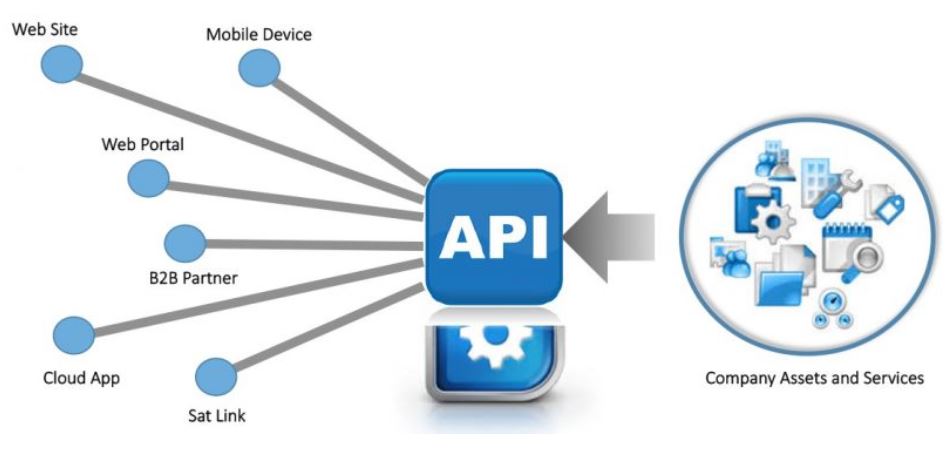 Web Site
Mobile Device
Web Portal
API
B2B Partner
Cloud App
Company Assets and Services
Sat Link